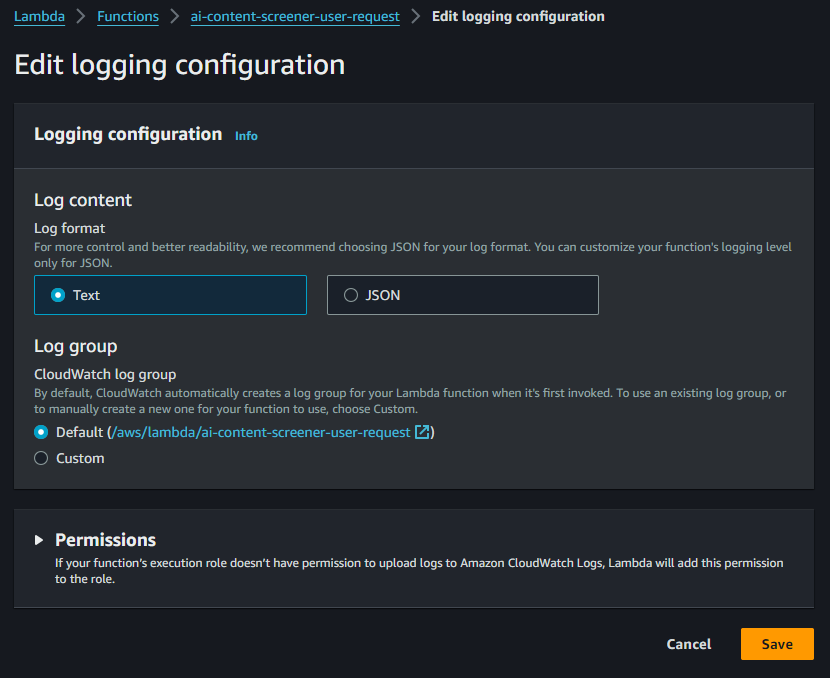 Lambda > Functions > ai-content-screener-user-request > Edit logging configuration
Edit logging configuration
Logging configuration Info
Log content
Log format
For more control and better readability, we recommend choosing JSON for your log format. You can customize your function's logging level
only for JSON.
Text JSON
Log group
CloudWatch log group
By default, CloudWatch automatically creates a log group for your Lambda function when it's first invoked. To use an existing log group, or
to manually create a new one for your function to use, choose Custom.
Default (/aws/lambda/ai-content-screener-user-request)
Custom
Permissions
If your function's execution role doesn’t have permission to upload logs to Amazon CloudWatch Logs, Lambda will add this permission
to the role.
Cancel Save